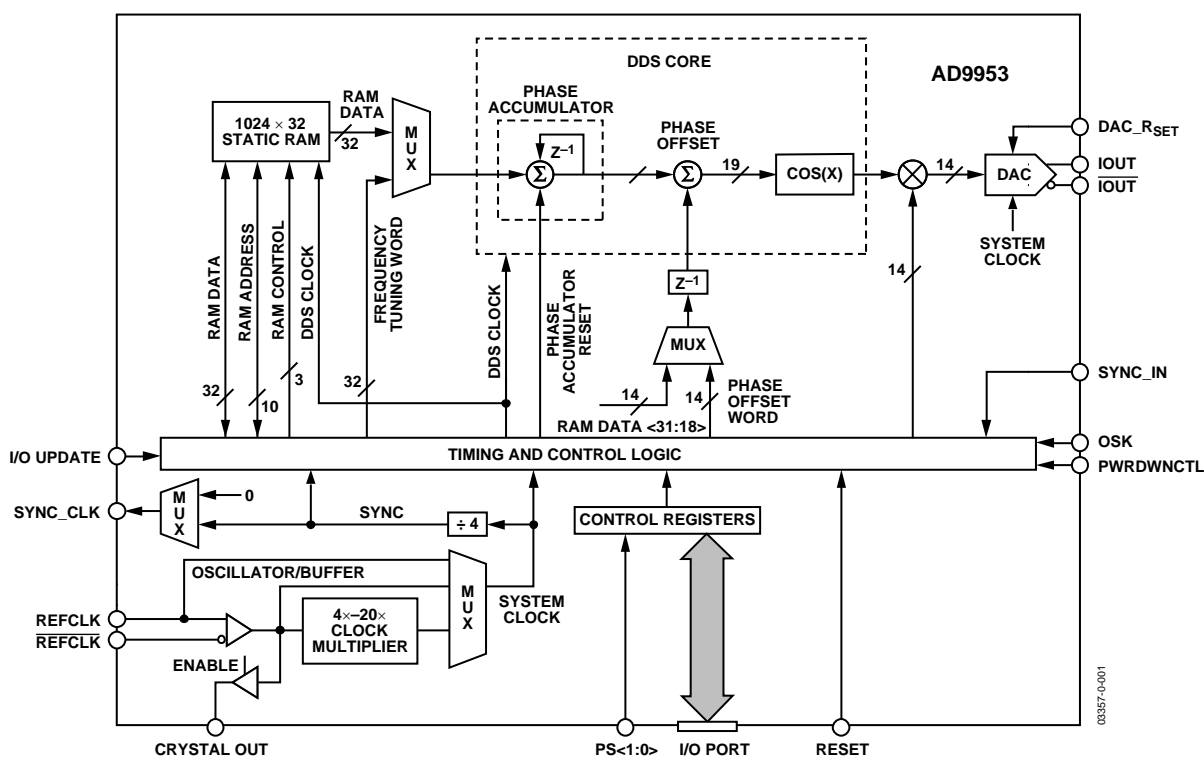 DDS CORE
AD9953
PHASE
ACCUMULATOR
RAM
DATA
32
1024 × 32
STATIC RAM
MUX
Z–1
Σ
PHASE
OFFSET
Σ
19
COS(X)
14
DAC
DAC_RSET
IOUT
IOUT
SYSTEM
CLOCK
RAM DATA
RAM ADDRESS
RAM CONTROL
DDS CLOCK
FREQUENCY
TUNING WORD
DDS CLOCK
PHASE
ACCUMULATOR
RESET
Z–1
MUX
14
32
10
3
32
14
14
PHASE
OFFSET
WORD
RAM DATA <31:18>
SYNC_IN
I/O UPDATE
TIMING AND CONTROL LOGIC
OSK
PWRDWNCTL
SYNC_CLK
MUX
0
SYNC
÷ 4
CONTROL REGISTERS
OSCILLATOR/BUFFER
MUX
SYSTEM
CLOCK
REFCLK
REFCLK
4×–20×
CLOCK
MULTIPLIER
ENABLE
CRYSTAL OUT
PS<1:0>
I/O PORT
RESET
03357-0-001